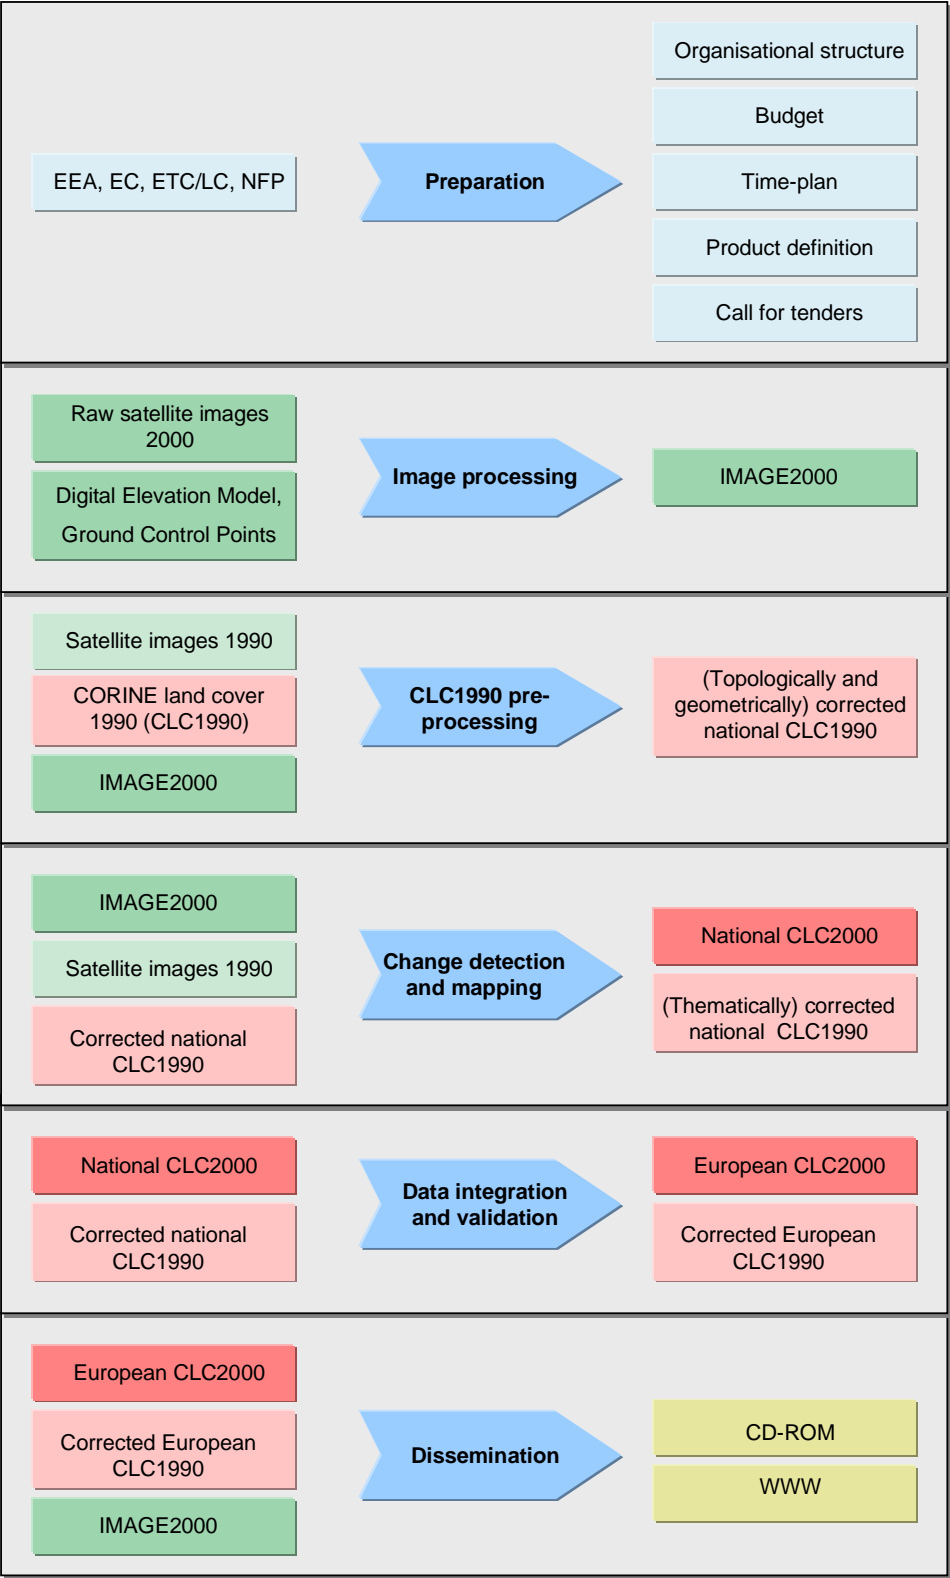 EEA, EC, ETC/LC, NFP
Preparation
Organisational structure
Budget
Time-plan
Product definition
Call for tenders
Raw satellite images
2000
Digital Elevation Model,
Ground Control Points
Image processing
IMAGE2000
Satellite images 1990
CORINE land cover
1990 (CLC1990)
IMAGE2000
CLC1990 pre-
processing
(Topologically and
geometrically) corrected
national CLC1990
IMAGE2000
Satellite images 1990
Corrected national
CLC1990
Change detection
and mapping
National CLC2000
(Thematically) corrected
national CLC1990
National CLC2000
Corrected national
CLC1990
Data integration
and validation
European CLC2000
Corrected European
CLC1990
European CLC2000
Corrected European
CLC1990
IMAGE2000
Dissemination
CD-ROM
WWW